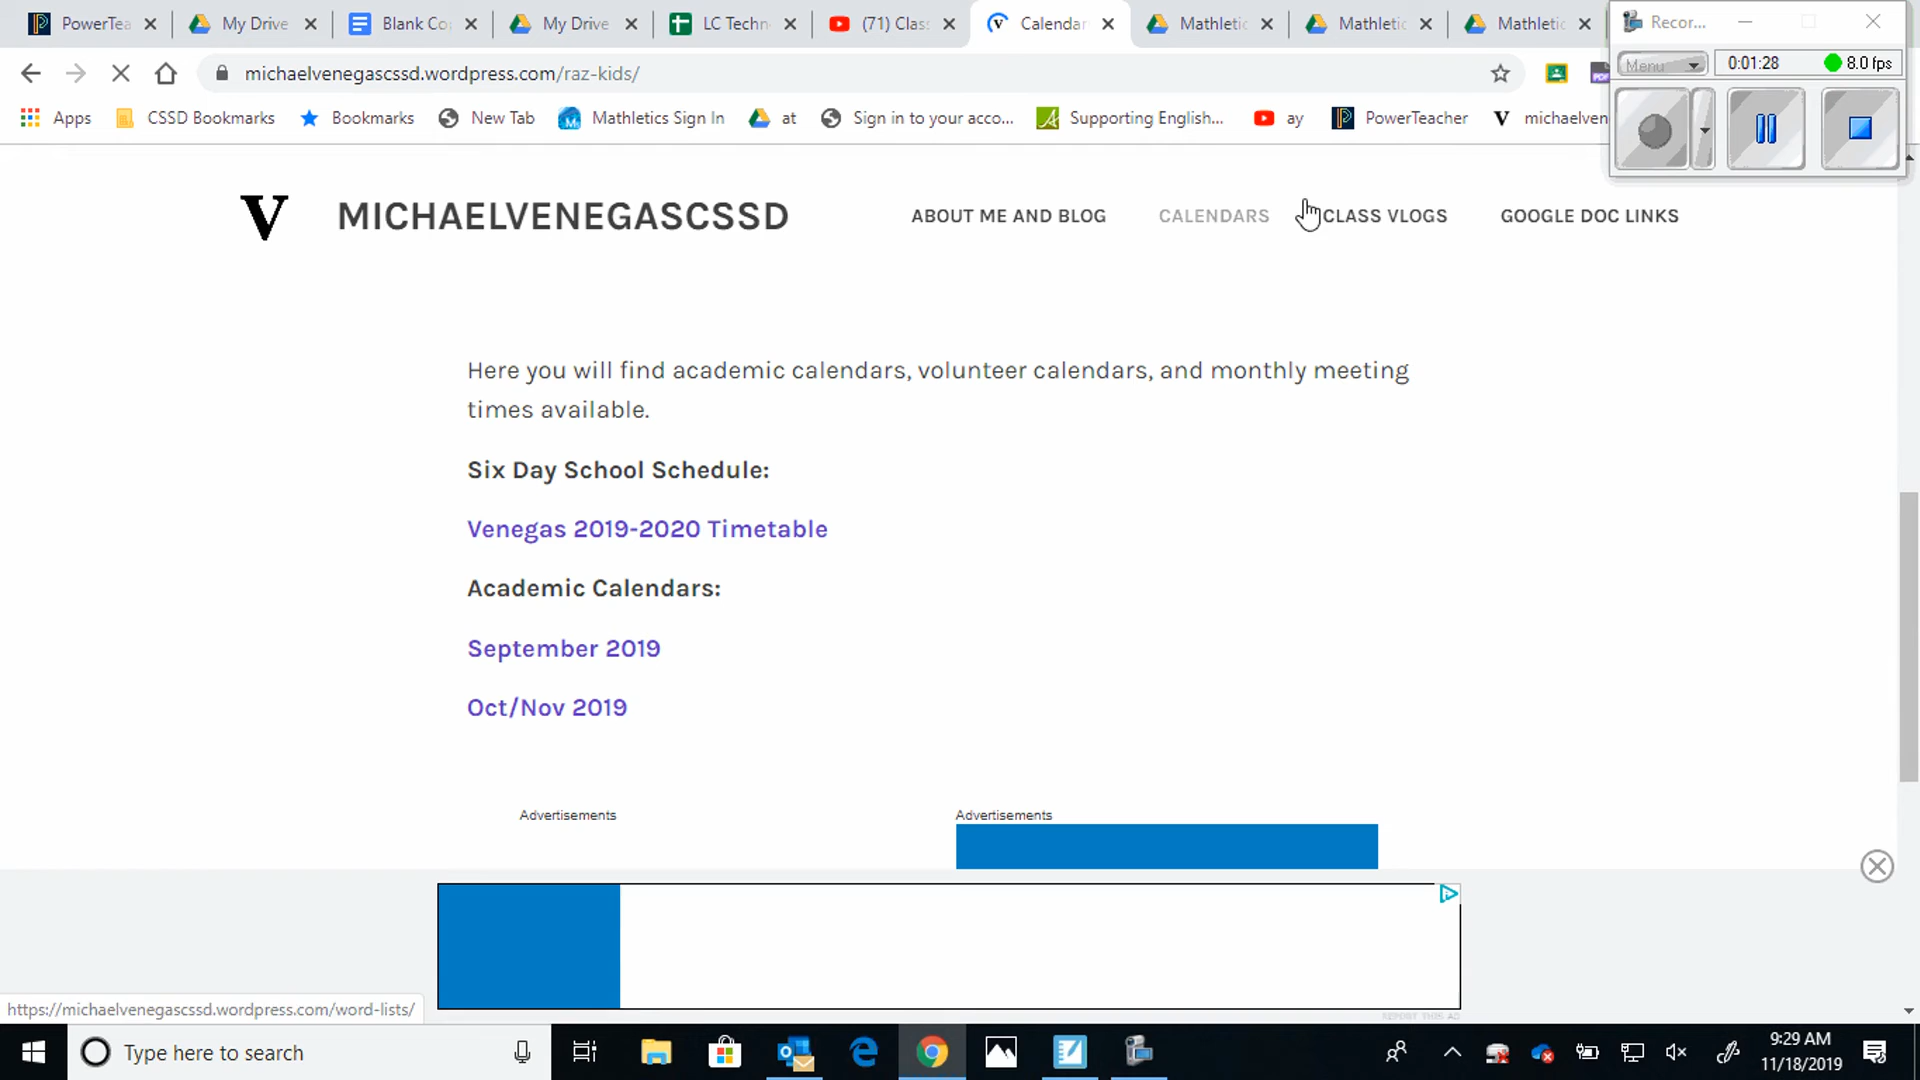 PowerTea
My Drive
Blank Co
My Drive
LC Techn
(71) Clas
Calendar
Mathletic
Mathletic
Mathletic
Recor...
michaelvenegascssd.wordpress.com/raz-kids/
Menu
0:01:28
8.0 fps
Apps
CSSD Bookmarks
Bookmarks
New Tab
Mathletics Sign In
at
Sign in to your acco...
Supporting English...
ay
PowerTeacher
michaelven
V
MICHAELVENEGASCSSD
ABOUT ME AND BLOG
CALENDARS
CLASS VLOGS
GOOGLE DOC LINKS
Here you will find academic calendars, volunteer calendars, and monthly meeting
times available.
Six Day School Schedule:
Venegas 2019-2020 Timetable
Academic Calendars:
September 2019
Oct/Nov 2019
Advertisements
Advertisements
REPORT THIS AD
https://michaelvenegascssd.wordpress.com/word-lists/
Type here to search
9:29 AM
11/18/2019